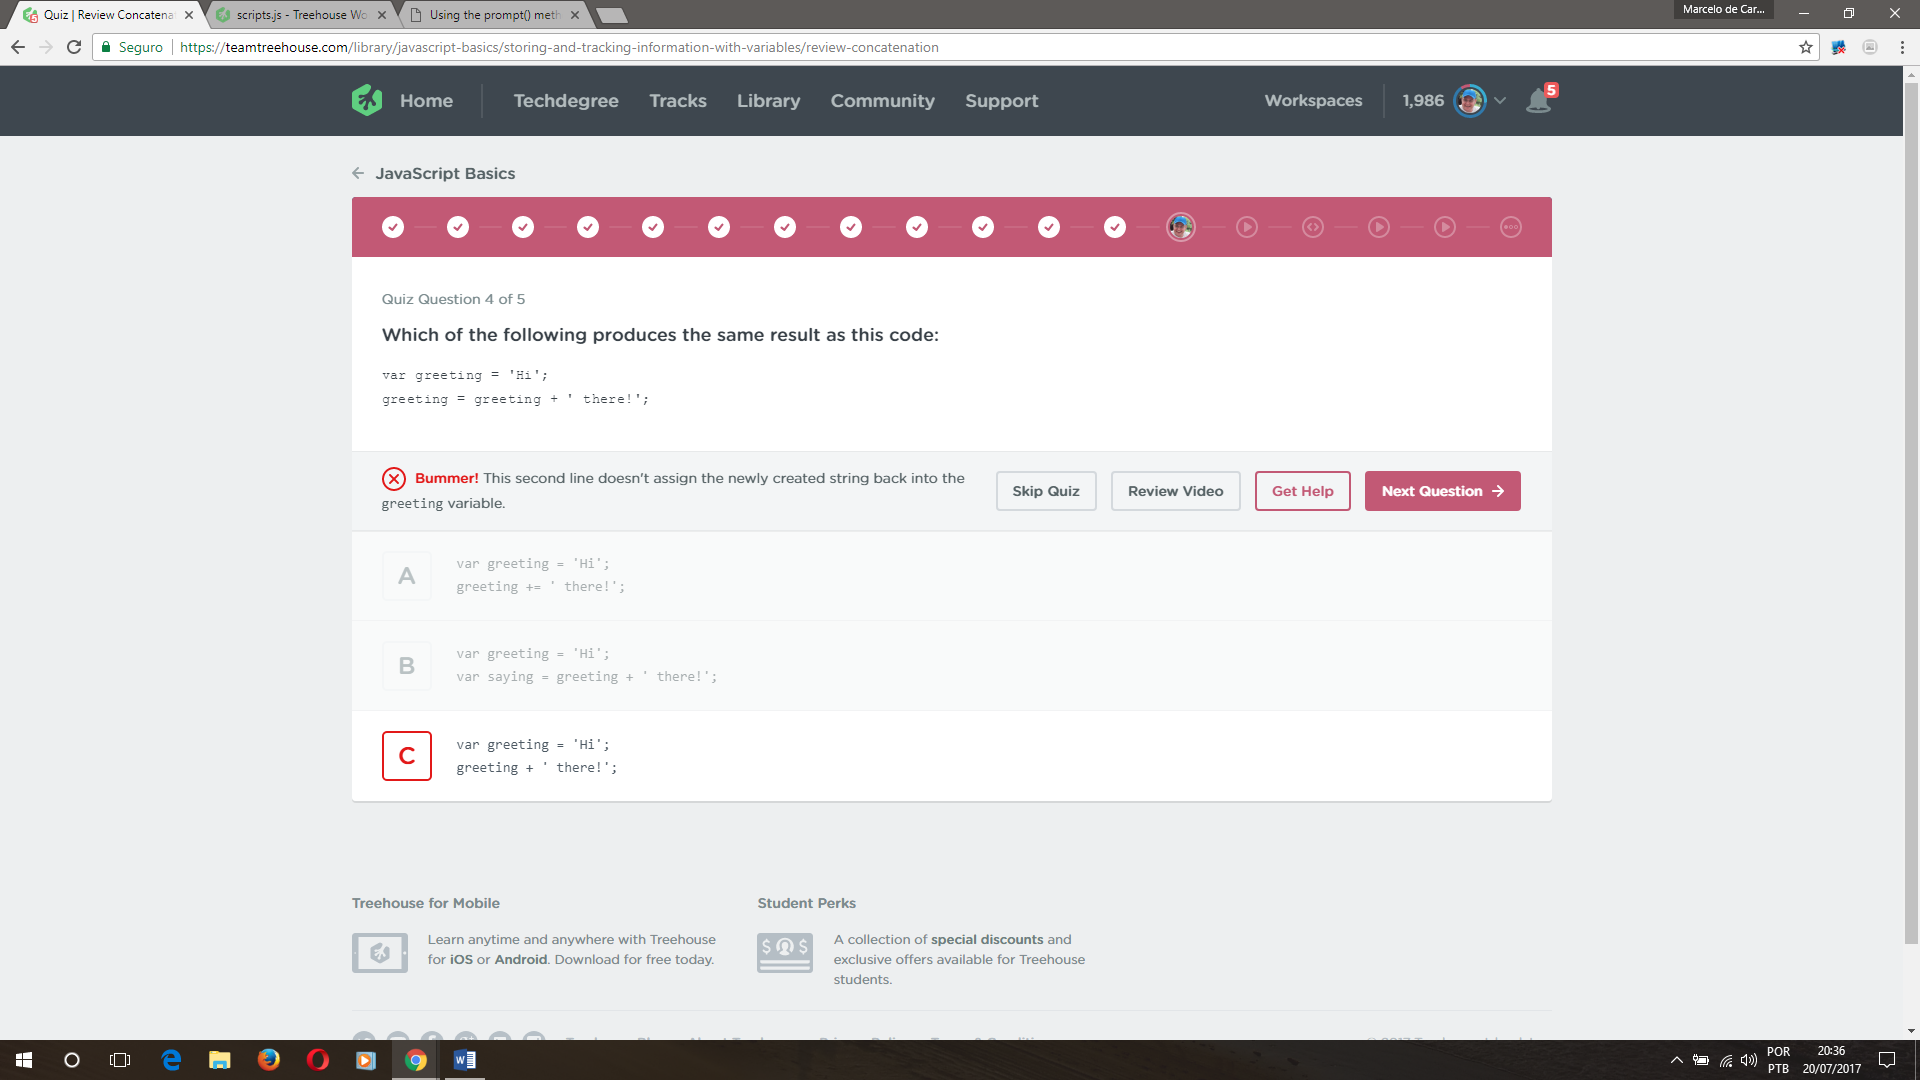 Marcelo de Car...
Quiz | Review Concatena
scripts.js - Treehouse Wo
Using the prompt() meth
Seguro
https://teamtreehouse.com/library/javascript-basics/storing-and-tracking-information-with-variables/review-concatenation
Home
Techdegree
Tracks
Library
Community
Support
Workspaces
1,986
5
JavaScript Basics
Quiz Question 4 of 5
Which of the following produces the same result as this code:
var greeting = 'Hi';
greeting = greeting + ' there!';
Bummer! This second line doesn't assign the newly created string back into the
greeting variable.
Skip Quiz
Review Video
Get Help
Next Question
A
var greeting = 'Hi';
greeting += ' there!';
B
var greeting = 'Hi';
var saying = greeting + ' there!';
C
var greeting = 'Hi';
greeting + ' there!';
Treehouse for Mobile
Learn anytime and anywhere with Treehouse
for iOS or Android. Download for free today.
Student Perks
A collection of special discounts and
exclusive offers available for Treehouse
students.
POR
PTB
20:36
20/07/2017